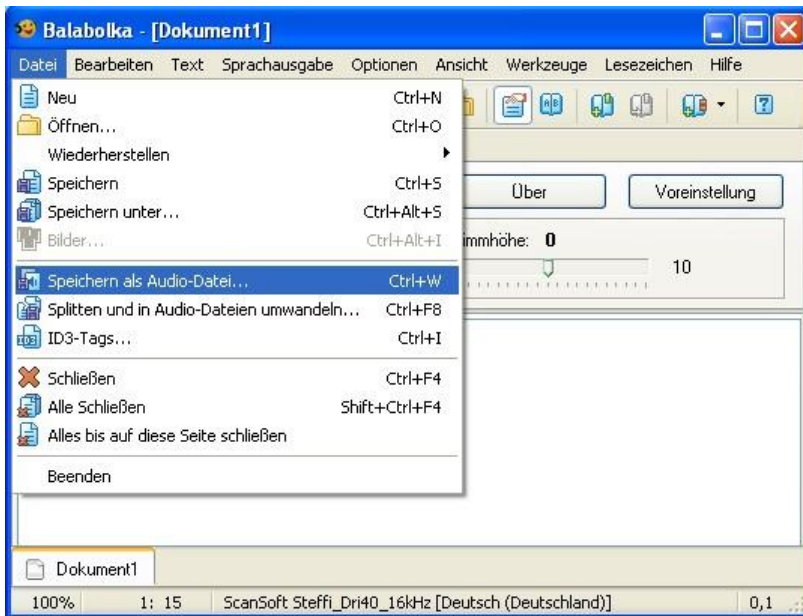 Balabolka - [Dokument1]
Datei Bearbeiten Text Sprachausgabe Optionen Ansicht Werkzeuge Lesezeichen Hilfe
Neu Ctrl+N
Öffnen... Ctrl+O
Wiederherstellen
Speichern Ctrl+S
Speichern unter... Ctrl+Alt+S
Bilder... Ctrl+Alt+I
Speichern als Audio-Datei... Ctrl+W
Splitten und in Audio-Dateien umwandeln... Ctrl+F8
ID3-Tags... Ctrl+I
Schließen Ctrl+F4
Alle Schließen Shift+Ctrl+F4
Alles bis auf diese Seite schließen
Beenden
Über Voreinstellung
immhöhe: 0
10
Dokument1
100% 1: 15 ScanSoft Steffi_Dri40_16kHz [Deutsch (Deutschland)] 0,1